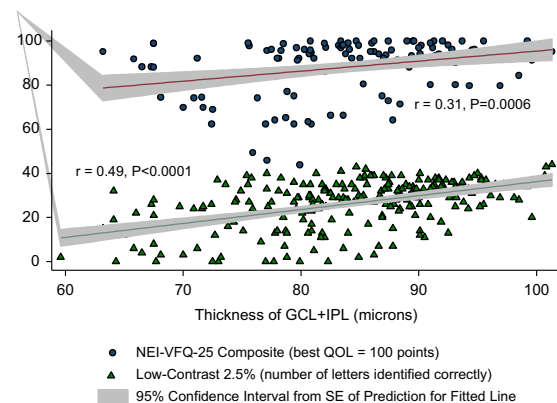 100
80
60
40
20
0
r = 0.31, P=0.0006
r = 0.49, P<0.0001
60 70 80 90 100
Thickness of GCL+IPL (microns)
NEI-VFQ-25 Composite (best QOL = 100 points)
Low-Contrast 2.5% (number of letters identified correctly)
95% Confidence Interval from SE of Prediction for Fitted Line